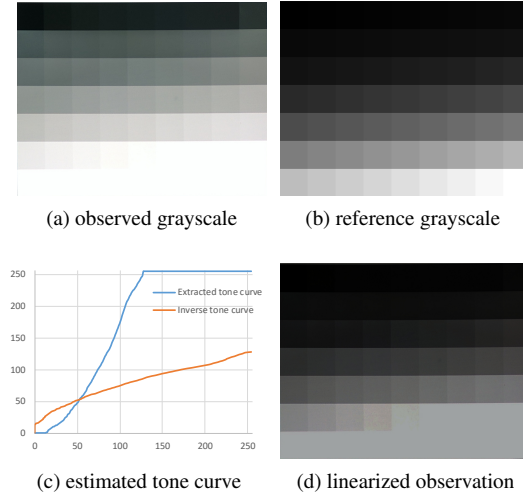 (a) observed grayscale
(b) reference grayscale
250
200
150
100
50
0
0 50 100 150 200 250
Extracted tone curve
Inverse tone curve
(c) estimated tone curve
(d) linearized observation